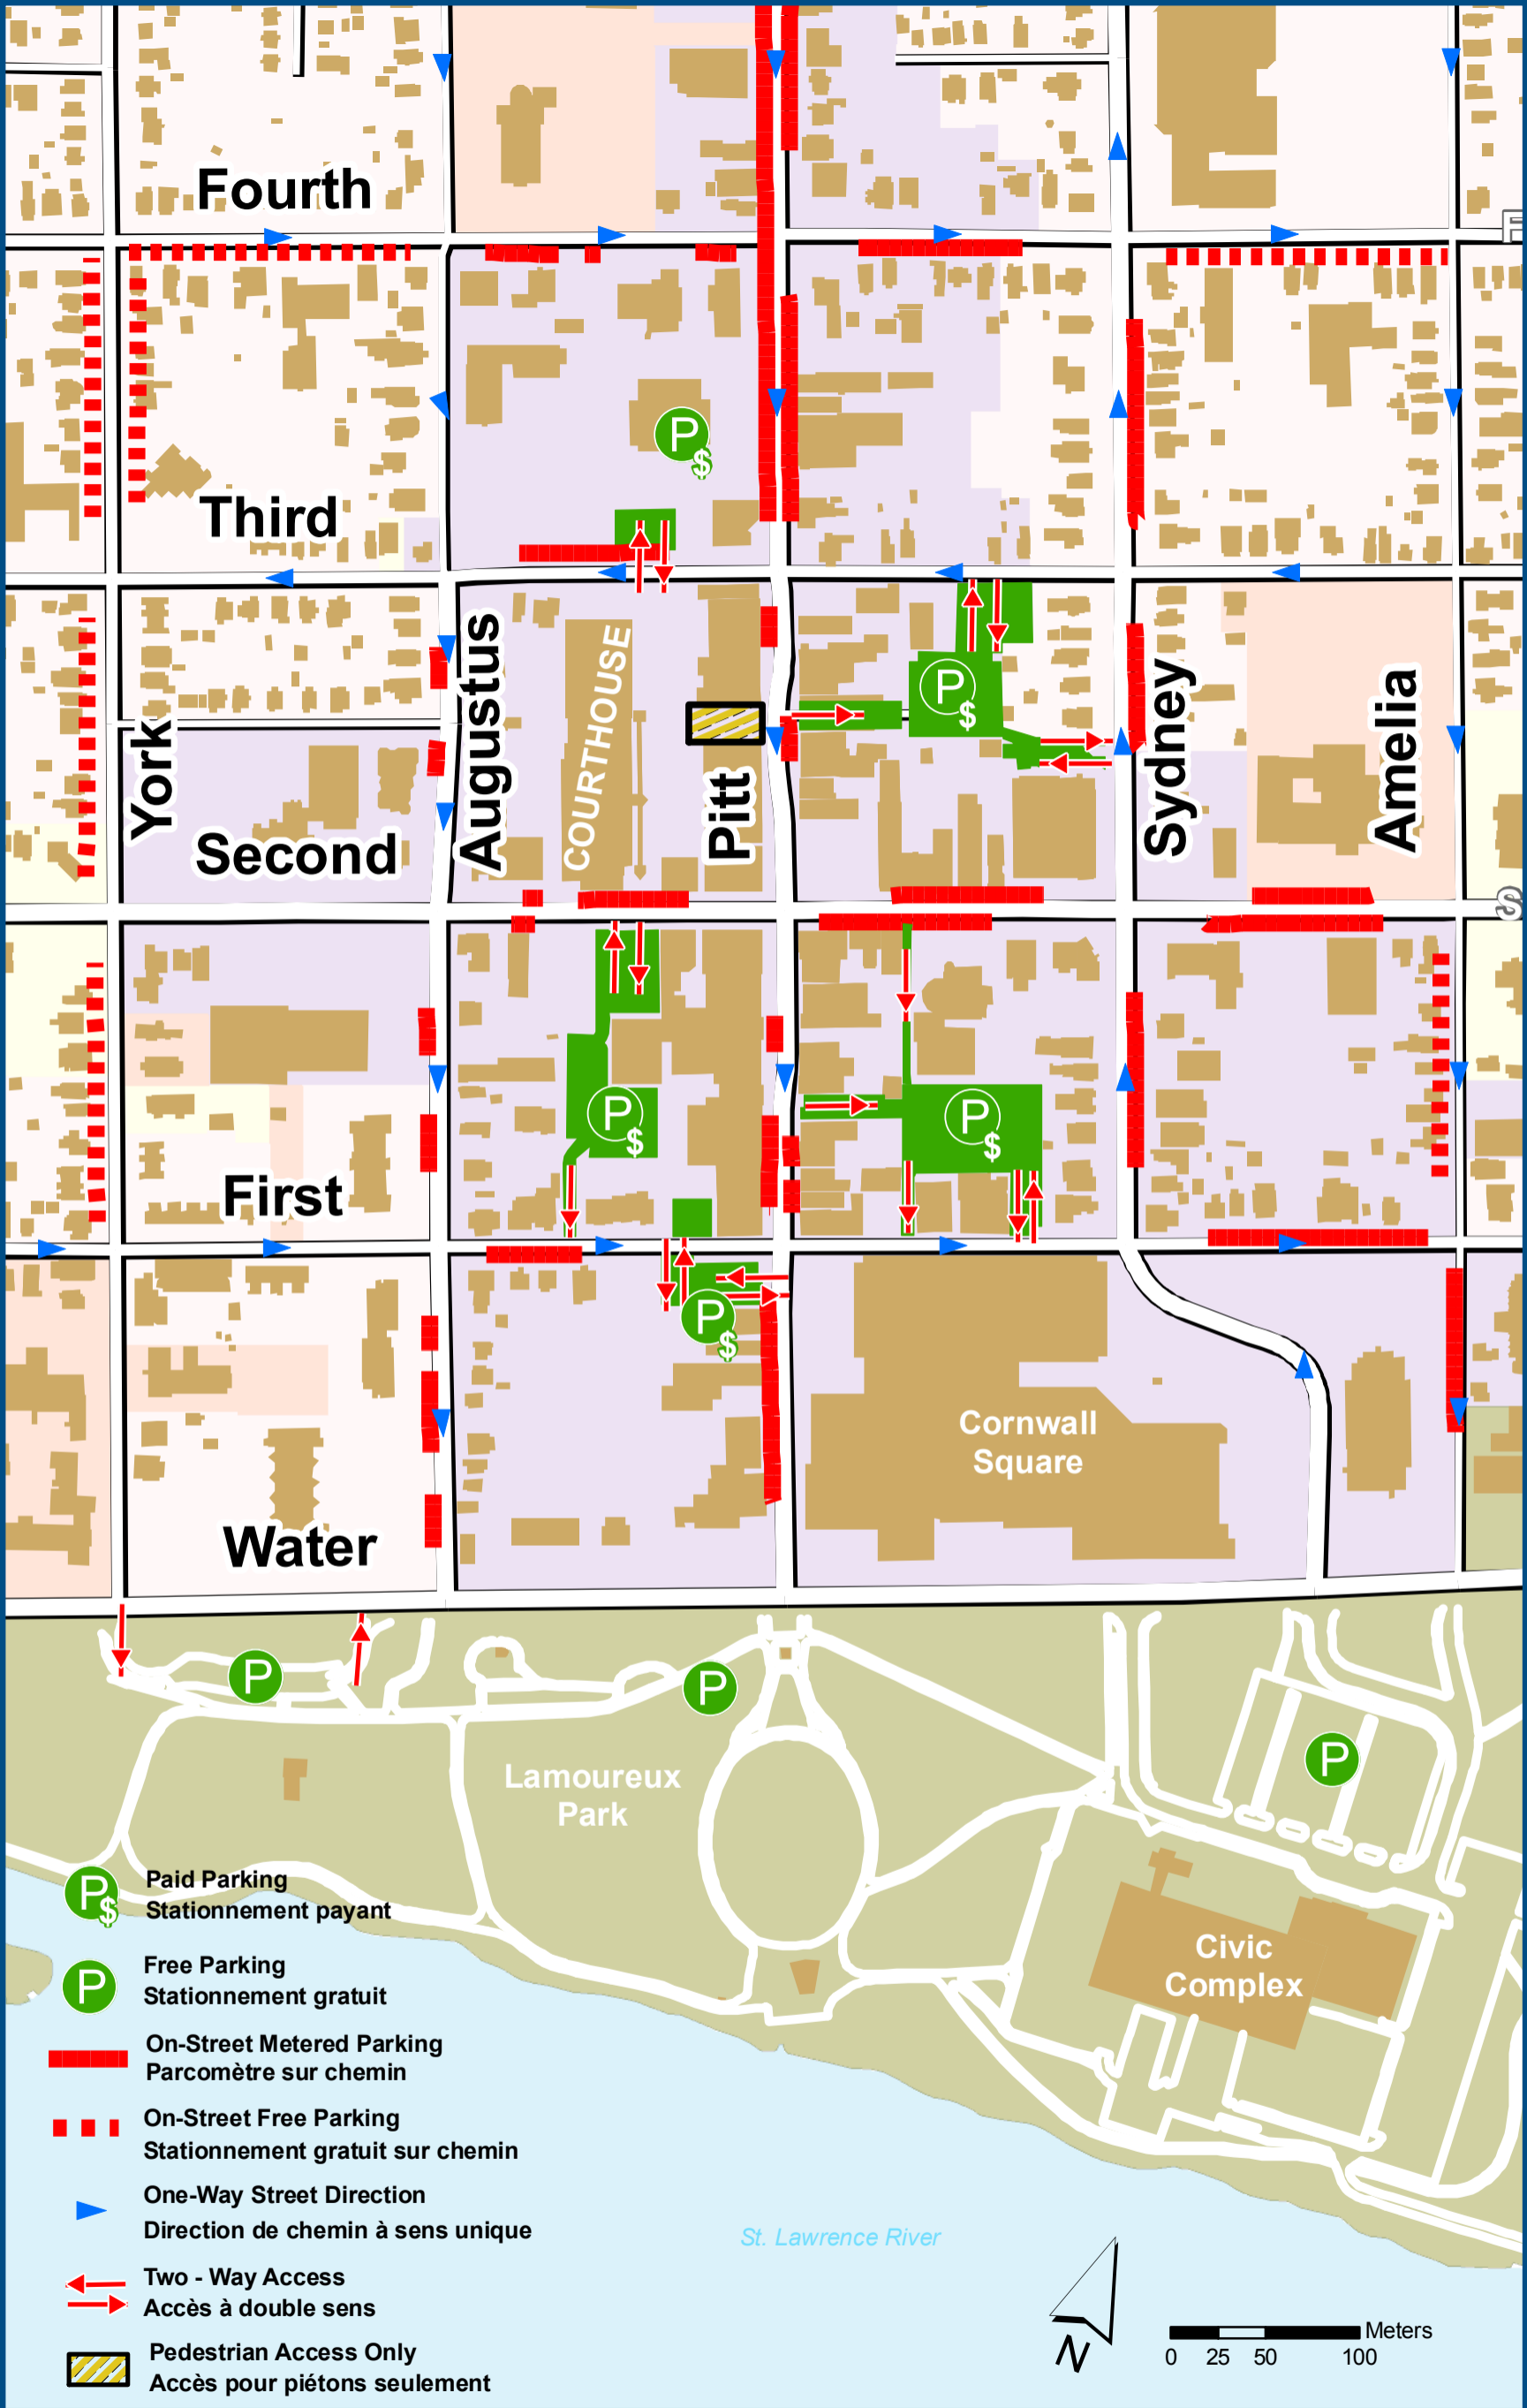 Fourth
F
P
$
Third
COURTHOUSE
Augustus
York
Pitt
P
$
Sydney
Amelia
Second
S
P
$
P
$
First
P
$
Cornwall
Square
Water
P
P
P
Lamoureux
Park
Civic
Complex
P
$
Paid Parking
Stationnement payant
P
Free Parking
Stationnement gratuit
On-Street Metered Parking
Parcomètre sur chemin
On-Street Free Parking
Stationnement gratuit sur chemin
One-Way Street Direction
Direction de chemin à sens unique
St. Lawrence River
Two - Way Access
Accès à double sens
Pedestrian Access Only
Accès pour piétons seulement
N
Meters
0 25 50 100